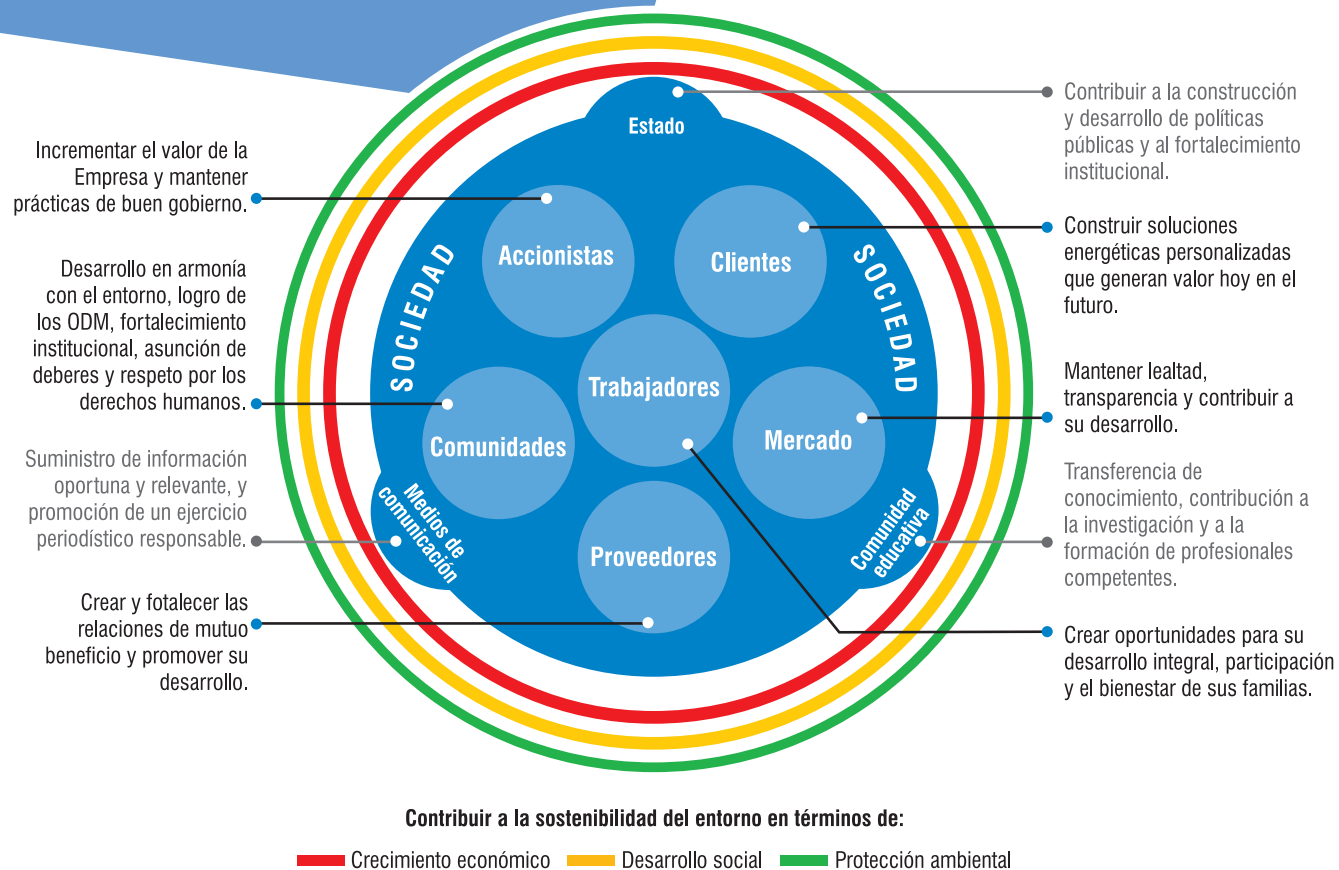 Incrementar el valor de la
Empresa y mantener
prácticas de buen gobierno.
Desarrollo en armonía
con el entorno, logro de
los ODM, fortalecimiento
institucional, asunción de
deberes y respeto por los
derechos humanos.
Suministro de información
oportuna y relevante, y
promoción de un ejercicio
periodístico responsable.
Crear y fotalecer las
relaciones de mutuo
beneficio y promover su
desarrollo.
Estado
SOCIEDAD
Accionistas
Clientes
SOCIEDAD
Trabajadores
Comunidades
Mercado
Medios de
comunicación
Proveedores
Comunidad
educativa
Contribuir a la construcción
y desarrollo de políticas
públicas y al fortalecimiento
institucional.
Construir soluciones
energéticas personalizadas
que generan valor hoy en el
futuro.
Mantener lealtad,
transparencia y contribuir a
su desarrollo.
Transferencia de
conocimiento, contribución a
la investigación y a la
formación de profesionales
competentes.
Crear oportunidades para su
desarrollo integral, participación
y el bienestar de sus familias.
Contribuir a la sostenibilidad del entorno en términos de:
Crecimiento económico Desarrollo social Protección ambiental